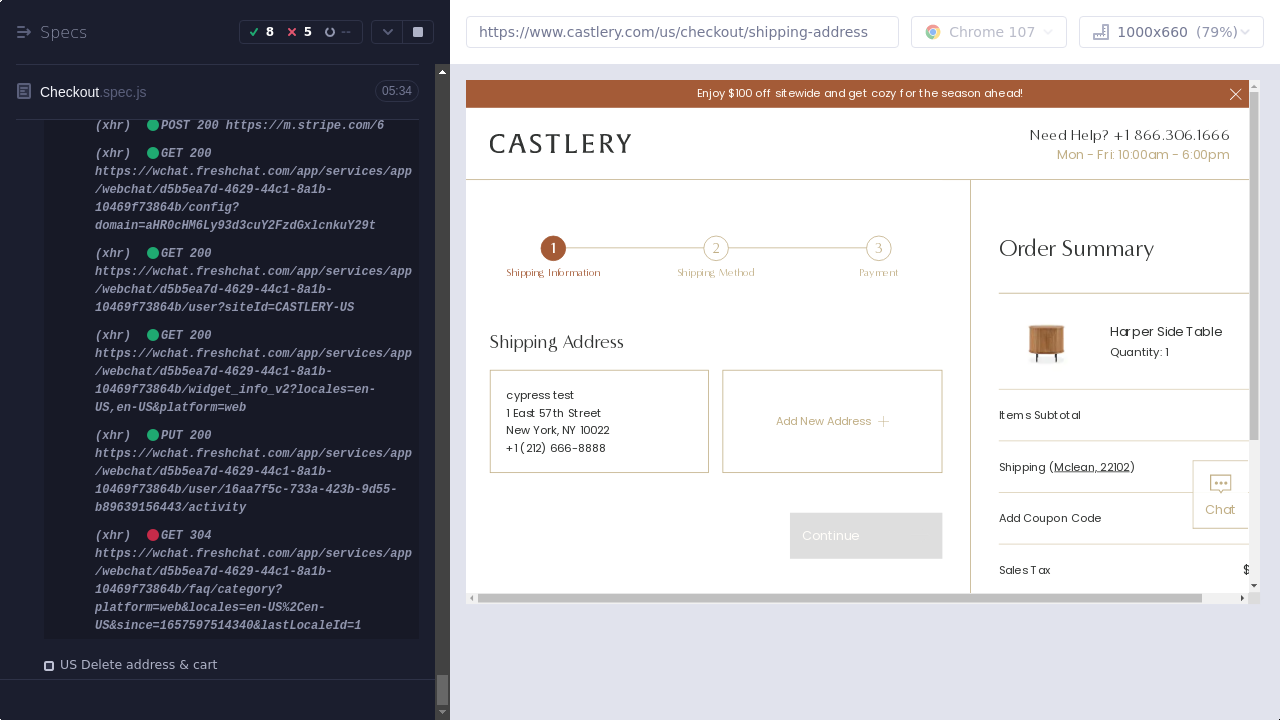 Specs
8 5 --
Checkout.spec.js
05:34
(xhr) POST 200 https://m.stripe.com/6
(xhr) GET 200
https://wchat.freshchat.com/app/services/app
/webchat/d5b5ea7d-4629-44c1-8a1b-
10469f73864b/config?
domain=aHR0cHM6Ly93d3cuY2FzdGxlcnkuY29t
(xhr) GET 200
https://wchat.freshchat.com/app/services/app
/webchat/d5b5ea7d-4629-44c1-8a1b-
10469f73864b/user?siteId=CASTLERY-US
(xhr) GET 200
https://wchat.freshchat.com/app/services/app
/webchat/d5b5ea7d-4629-44c1-8a1b-
10469f73864b/widget_info_v2?locales=en-
US,en-US&platform=web
(xhr) PUT 200
https://wchat.freshchat.com/app/services/app
/webchat/d5b5ea7d-4629-44c1-8a1b-
10469f73864b/user/16aa7f5c-733a-423b-9d55-
b89639156443/activity
(xhr) GET 304
https://wchat.freshchat.com/app/services/app
/webchat/d5b5ea7d-4629-44c1-8a1b-
10469f73864b/faq/category?
platform=web&locales=en-US%2Cen-
US&since=1657597514340&lastLocaleId=1
US Delete address & cart
https://www.castlery.com/us/checkout/shipping-address
Chrome 107
1000x660 (79%)
Enjoy $100 off sitewide and get cozy for the season ahead!
CASTLERY
Need Help? +1 866.306.1666
Mon - Fri: 10:00am - 6:00pm
1 2 3
Shipping Information
Shipping Method
Payment
Shipping Address
cypress test
1 East 57th Street
New York, NY 10022
+1 (212) 666-8888
Add New Address
Continue
Order Summary
Harper Side Table
Quantity: 1
Items Subtotal
Shipping (Mclean, 22102)
Add Coupon Code
Sales Tax
$
Chat